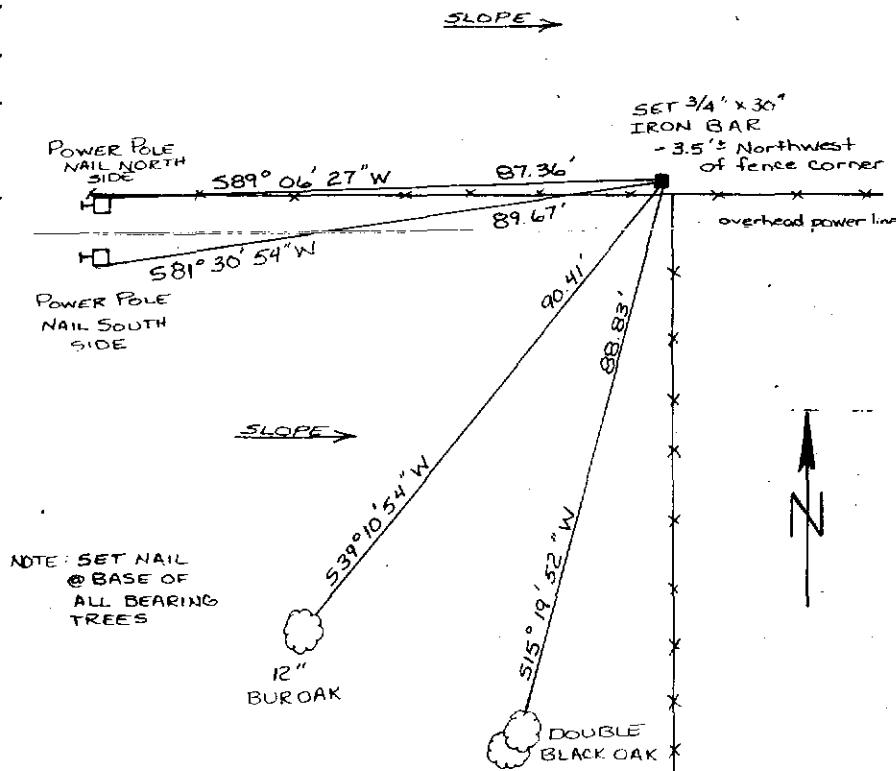 SLOPE
SET 3/4" x 30"
IRON BAR
- 3.5'± Northwest
of fence corner
POWER POLE
NAIL NORTH
SIDE
S89° 06' 27" W
87.36'
89.67'
overhead power line
S81° 30' 54" W
POWER POLE
NAIL SOUTH
SIDE
90.41'
88.83'
SLOPE
S39°10'54" W
S15° 19' 52" W
N
NOTE: SET NAIL
@ BASE OF
ALL BEARING
TREES
12"
BUR OAK
DOUBLE
BLACK OAK